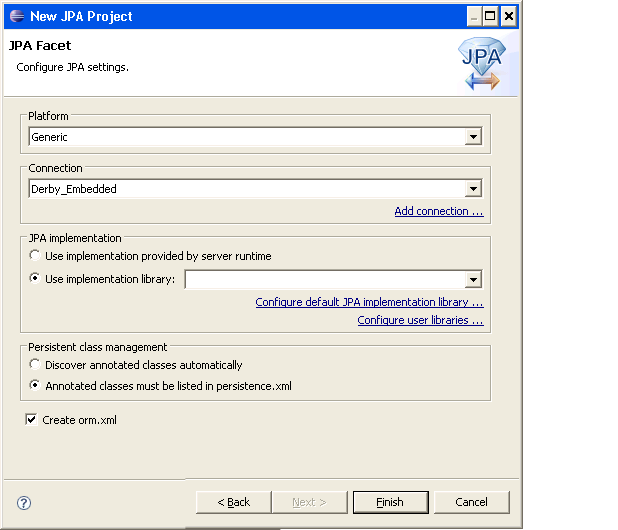 New JPA Project
JPA Facet
Configure JPA settings.
JPA
Platform
Generic
Connection
Derby_Embedded
Add connection ...
JPA implementation
Use implementation provided by server runtime
Use implementation library:
Configure default JPA implementation library ...
Configure user libraries ...
Persistent class management
Discover annotated classes automatically
Annotated classes must be listed in persistence.xml
Create orm.xml
?
< Back
Next >
Finish
Cancel